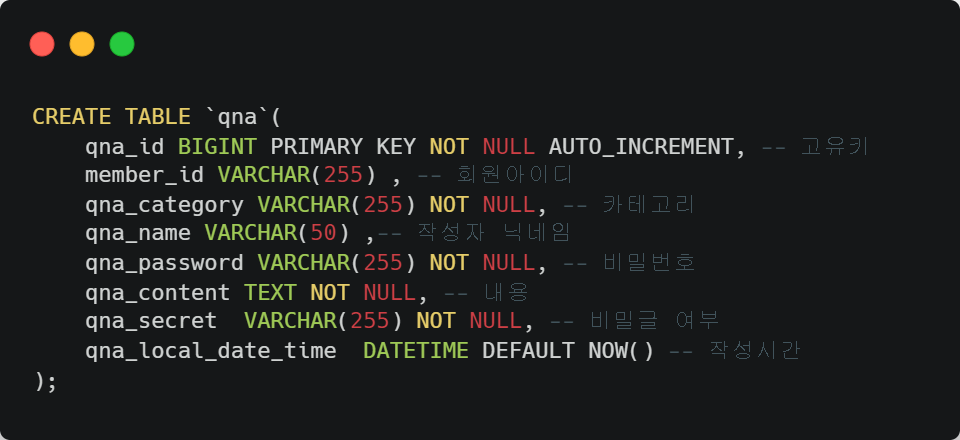 CREATE TABLE `qna`(
    qna_id BIGINT PRIMARY KEY NOT NULL AUTO_INCREMENT, -- 고유키
    member_id VARCHAR(255) , -- 회원아이디
    qna_category VARCHAR(255) NOT NULL, -- 카테고리
    qna_name VARCHAR(50) ,-- 작성자 닉네임
    qna_password VARCHAR(255) NOT NULL, -- 비밀번호
    qna_content TEXT NOT NULL, -- 내용
    qna_secret  VARCHAR(255) NOT NULL, -- 비밀글 여부
    qna_local_date_time  DATETIME DEFAULT NOW() -- 작성시간
);